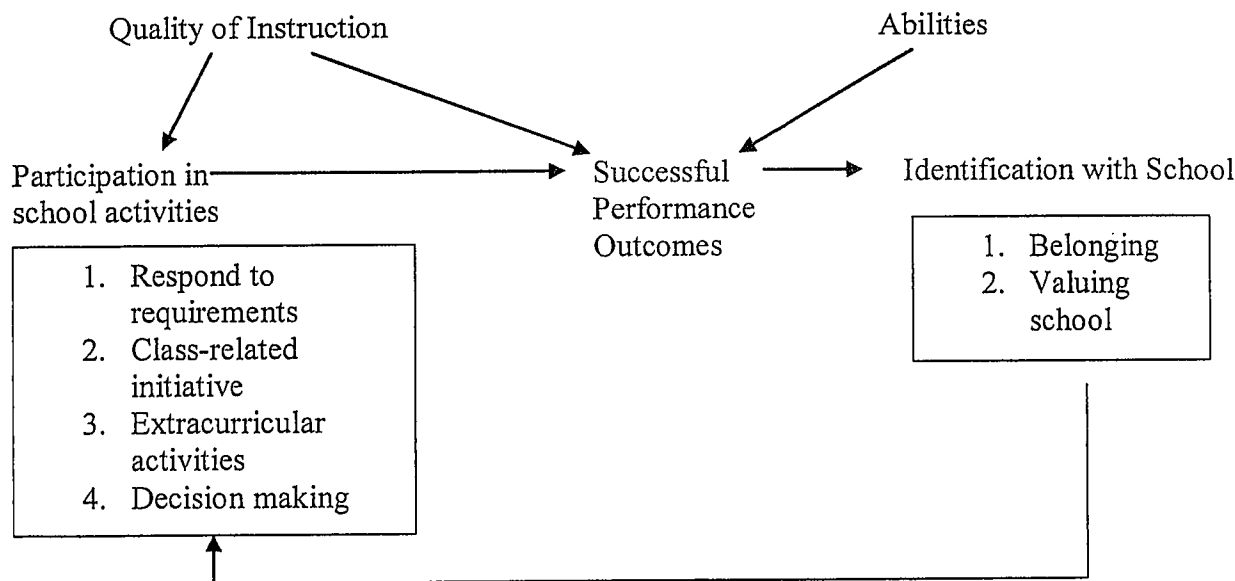 Quality of Instruction
Abilities
Participation in
school activities
Successful
Performance
Outcomes
Identification with School
1. Respond to
requirements
2. Class-related
initiative
3. Extracurricular
activities
4. Decision making
1. Belonging
2. Valuing
school